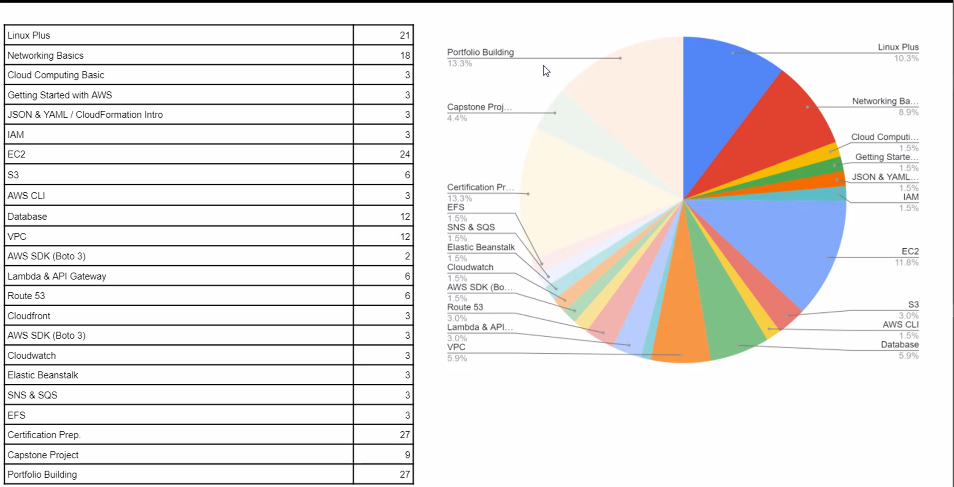 Linux Plus 21
Networking Basics 18
Cloud Computing Basic 3
Getting Started with AWS 3
JSON & YAML / CloudFormation Intro 3
IAM 3
EC2 24
S3 6
AWS CLI 3
Database 12
VPC 12
AWS SDK (Boto 3) 2
Lambda & API Gateway 6
Route 53 6
Cloudfront 3
AWS SDK (Boto 3) 3
Cloudwatch 3
Elastic Beanstalk 3
SNS & SQS 3
EFS 3
Certification Prep. 27
Capstone Project 9
Portfolio Building 27
Portfolio Building
13.3%
Capstone Proj...
4.4%
Certification Pr...
13.3%
EFS
1.5%
SNS & SQS
1.5%
Elastic Beanstalk
1.5%
Cloudwatch
1.5%
AWS SDK (Bo...
1.5%
Route 53
3.0%
Lambda & API...
3.0%
VPC
5.9%
Linux Plus
10.3%
Networking Ba...
8.9%
Cloud Computi...
1.5%
Getting Starte...
1.5%
JSON & YAML...
1.5%
IAM
1.5%
EC2
11.8%
S3
3.0%
AWS CLI
1.5%
Database
5.9%